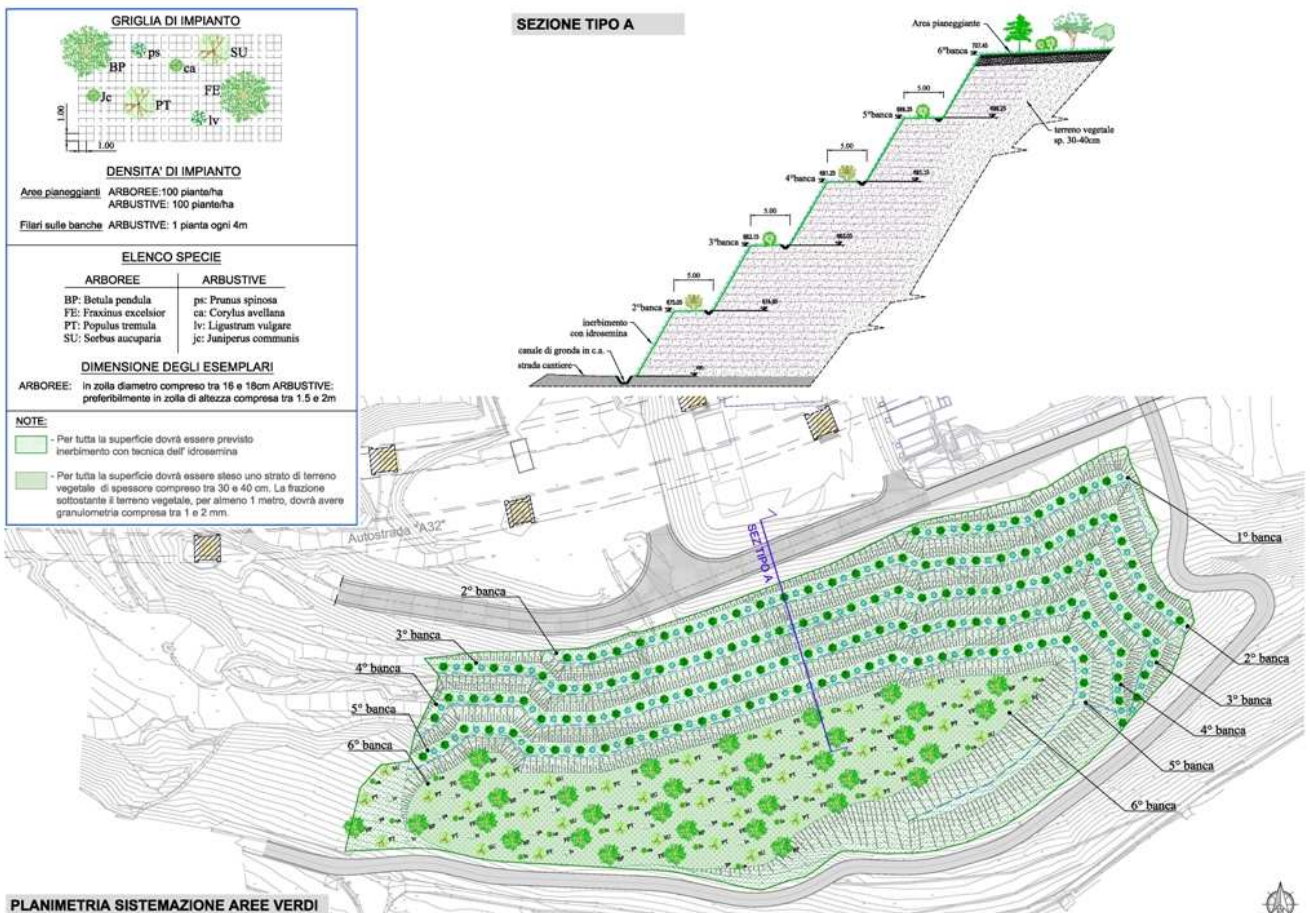 GRIGLIA DI IMPIANTO
BP
ps
SU
ca
Jc
PT
FE
lv
1.00
1.00
DENSITA' DI IMPIANTO
Aree pianeggianti ARBOREE:100 piante/ha
ARBUSTIVE: 100 piante/ha
Filari sulle banche ARBUSTIVE: 1 pianta ogni 4m
ELENCO SPECIE
ARBOREE ARBUSTIVE
BP: Betula pendula ps: Prunus spinosa
FE: Fraxinus excelsior ca: Corylus avellana
PT: Populus tremula lv: Ligustrum vulgare
SU: Sorbus aucuparia jc: Juniperus communis
DIMENSIONE DEGLI ESEMPLARI
ARBOREE: in zolla diametro compreso tra 16 e 18cm ARBUSTIVE:
preferibilmente in zolla di altezza compresa tra 1.5 e 2m
NOTE:
- Per tutta la superficie dovrà essere previsto
inerbimento con tecnica dell' idrosemina
- Per tutta la superficie dovrà essere steso uno strato di terreno
vegetale di spessore compreso tra 30 e 40 cm. La frazione
sottostante il terreno vegetale, per almeno 1 metro, dovrà avere
granulometria compresa tra 1 e 2 mm.
SEZIONE TIPO A
Area pianeggiante
6°banca
5.00
5°banca
terreno vegetale
sp. 30-40cm
5.00
4°banca
5.00
3°banca
5.00
2°banca
inerbimento
con idrosemina
canale di gronda in c.a.
strada cantiere
Autostrada "A32"
SEZ TIPO A
1° banca
2° banca
3° banca
4° banca
5° banca
6° banca
2° banca
3° banca
4° banca
5° banca
6° banca
PLANIMETRIA SISTEMAZIONE AREE VERDI